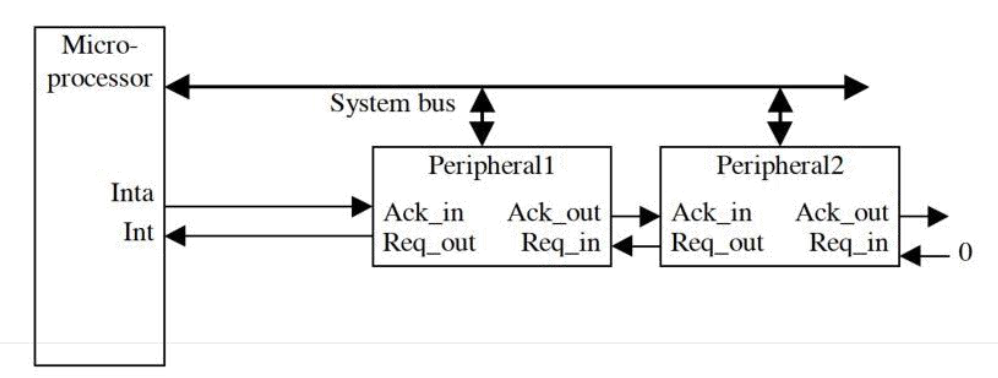 Micro-
processor
System bus
Peripheral1
Peripheral2
Inta
Ack_in Ack_out
Ack_in Ack_out
Int
Req_out Req_in
Req_out Req_in
0